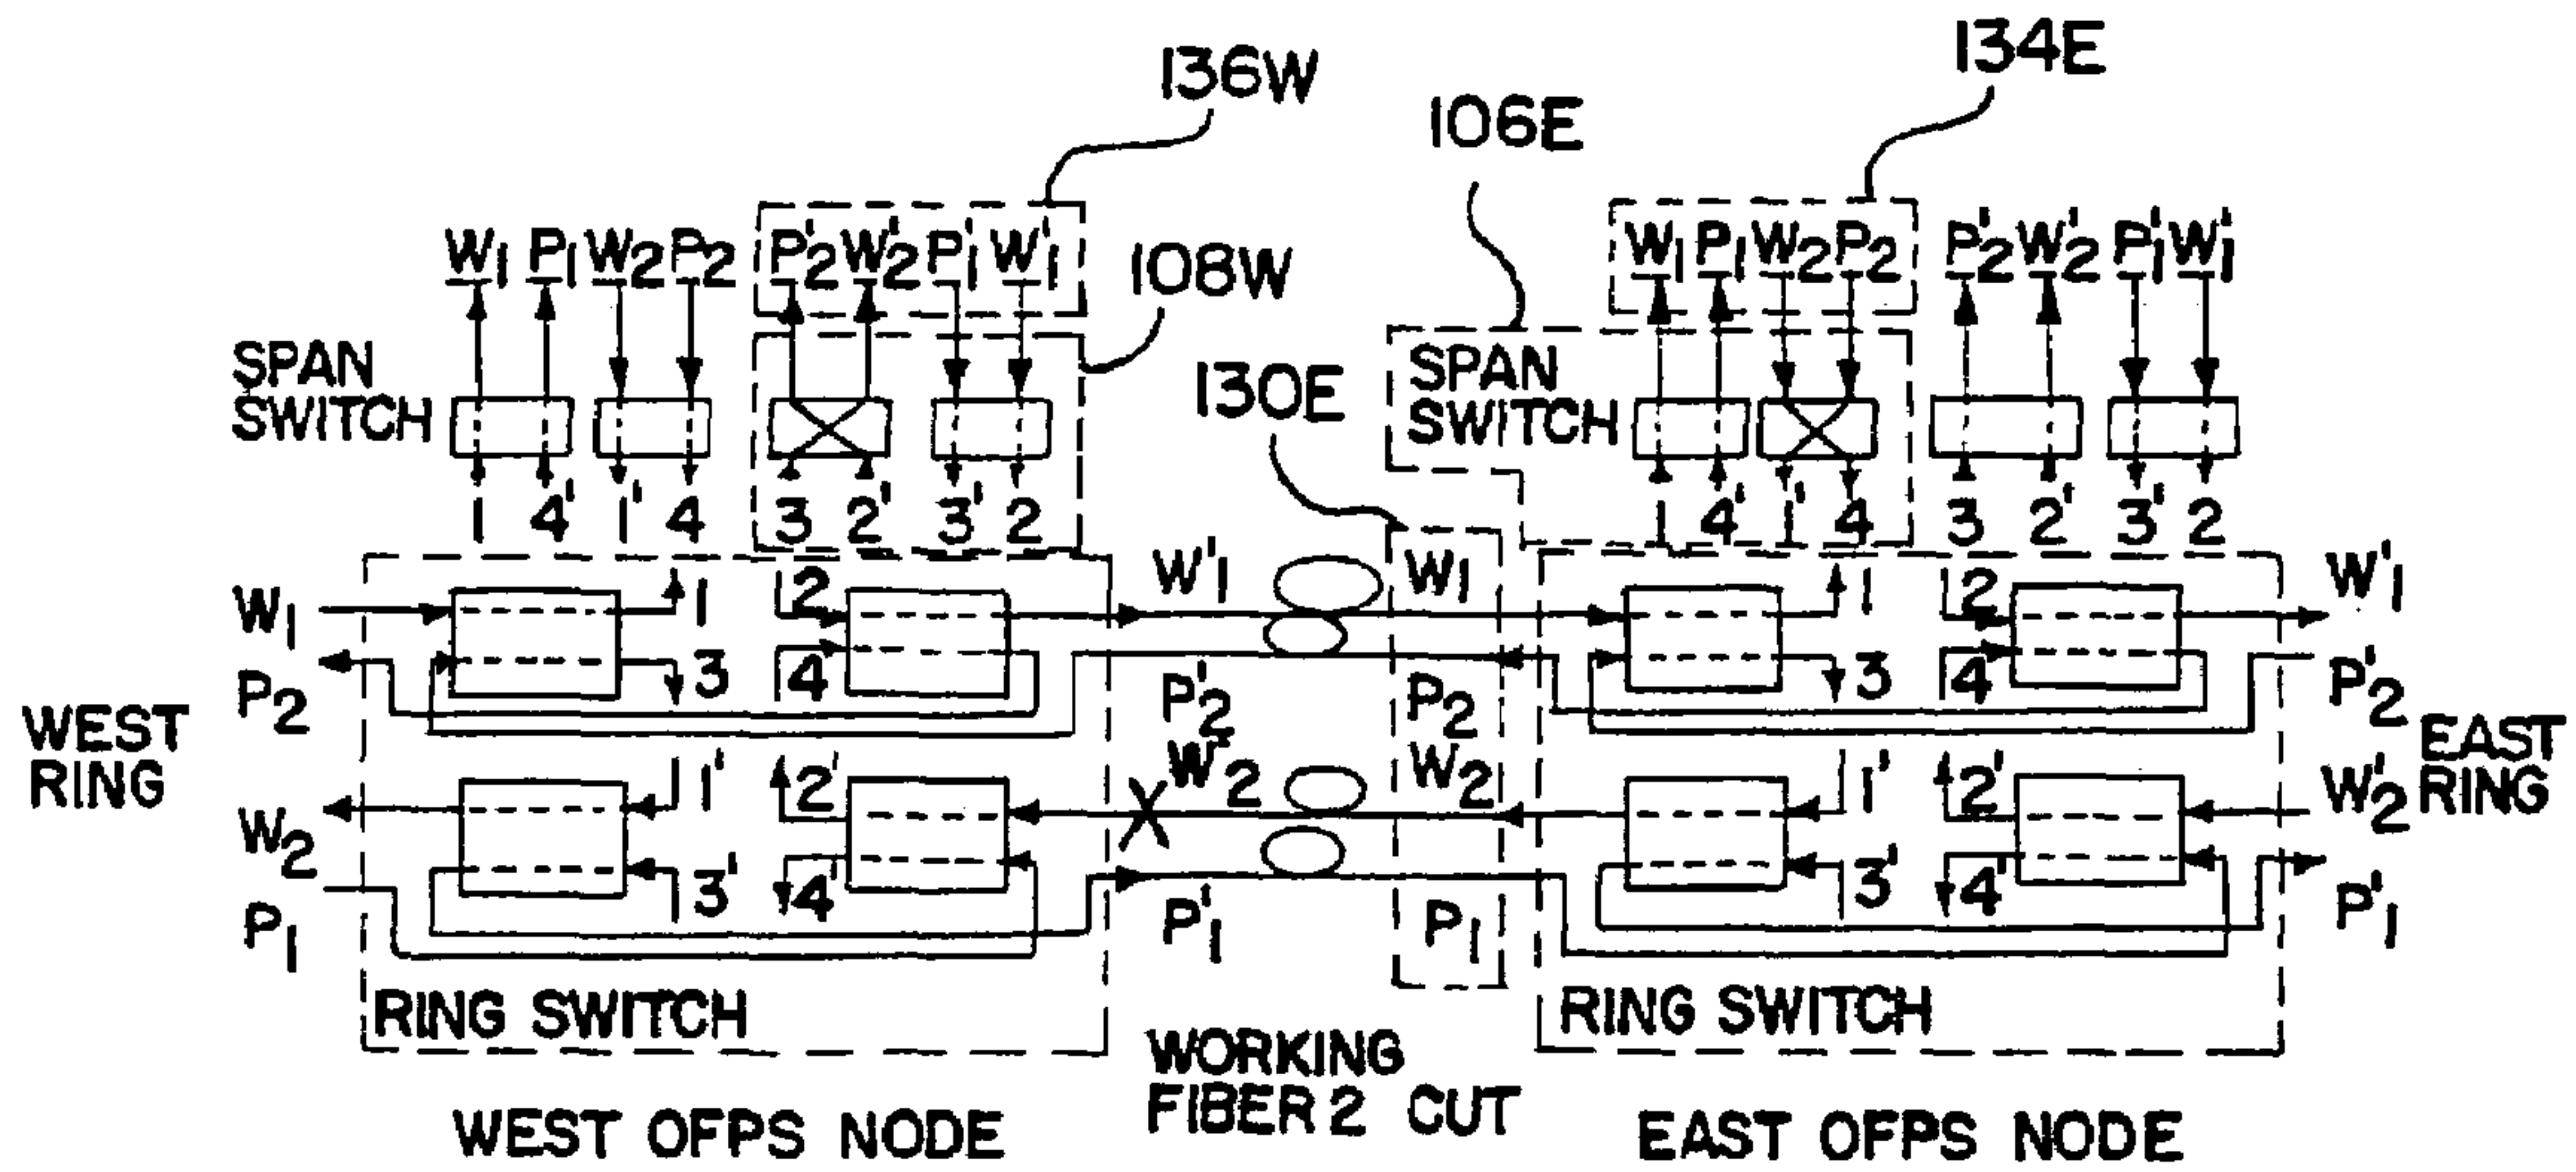 136W
134E
106E
W1 P1 W2 P2 P'2 W'2 P'1 W'1
108W
W1 P1 W2 P2 P'2 W'2 P'1 W'1
SPAN
SWITCH
130E
SPAN
SWITCH
1 4' 1' 4 3 2' 3' 2
1 4' 1' 4 3 2' 3' 2
W1 1 2 W'1 W1 1 2 W'1
P2 3 4 P'2 P2 3 4 P'2
WEST
RING
EAST
RING
W2 1' 2' X W'2 W2 1' 2' W'2
P1 3' 4' P'1 P1 3' 4' P'1
RING SWITCH
RING SWITCH
WORKING
FIBER 2 CUT
WEST OFPS NODE
EAST OFPS NODE